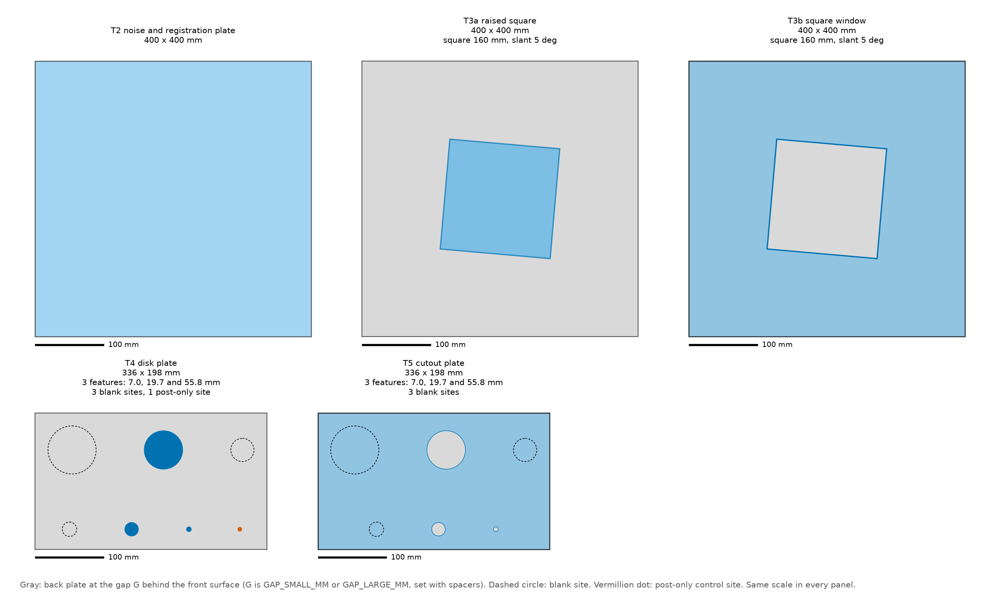 T2 noise and registration plate
400 x 400 mm
T3a raised square
400 x 400 mm
square 160 mm, slant 5 deg
T3b square window
400 x 400 mm
square 160 mm, slant 5 deg
100 mm
100 mm
100 mm
T4 disk plate
336 x 198 mm
3 features: 7.0, 19.7 and 55.8 mm
3 blank sites, 1 post-only site
T5 cutout plate
336 x 198 mm
3 features: 7.0, 19.7 and 55.8 mm
3 blank sites
100 mm
100 mm
Gray: back plate at the gap G behind the front surface (G is GAP_SMALL_MM or GAP_LARGE_MM, set with spacers). Dashed circle: blank site. Vermillion dot: post-only control site. Same scale in every panel.